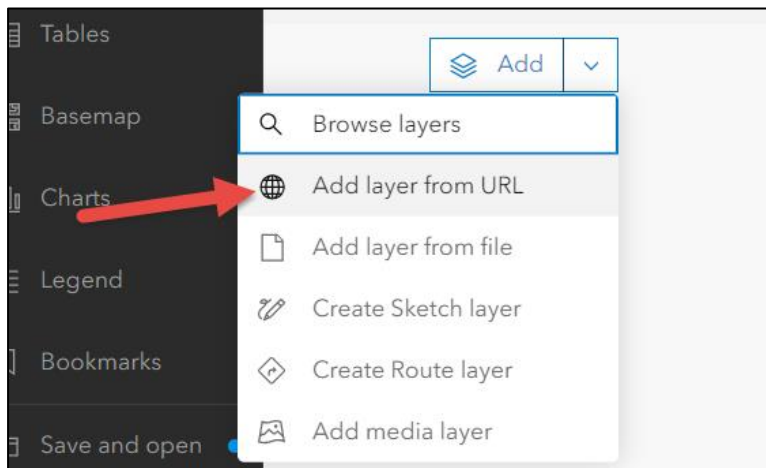 Tables
Basemap
Charts
Legend
Bookmarks
Save and open
Add
Browse layers
Add layer from URL
Add layer from file
Create Sketch layer
Create Route layer
Add media layer